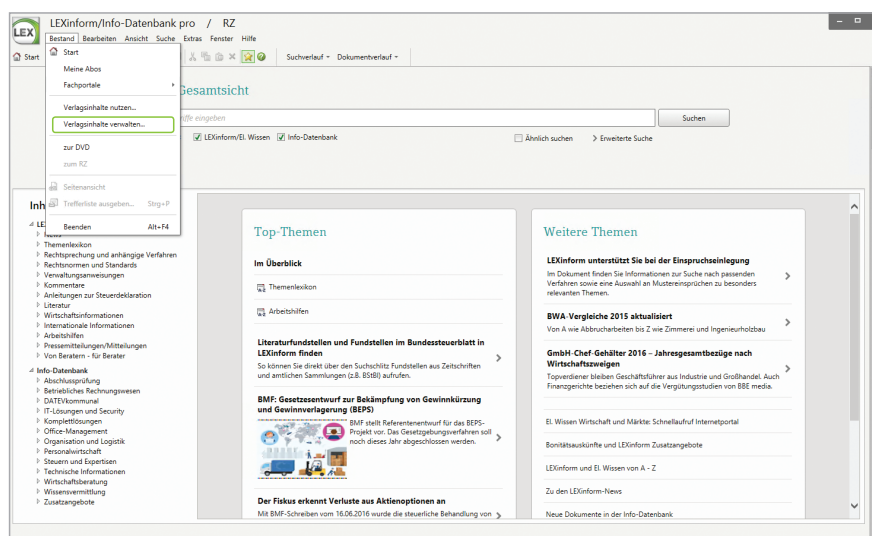 LEX
LEXinform/Info-Datenbank pro / RZ
Bestand Bearbeiten Ansicht Suche Extras Fenster Hilfe
Start
Suchverlauf
Dokumentverlauf
Start
Meine Abos
Fachportale
Verlagsinhalte nutzen...
Verlagsinhalte verwalten...
zur DVD
zum RZ
Seitenansicht
Trefferliste ausgeben... Strg+P
Beenden Alt+F4
Gesamtsicht
eingeben
Suchen
LEXinform/El. Wissen
Info-Datenbank
Ähnlich suchen
Erweiterte Suche
Inh
LE
News
Themenlexikon
Rechtsprechung und anhängige Verfahren
Rechtsnormen und Standards
Verwaltungsanweisungen
Kommentare
Anleitungen zur Steuerdeklaration
Literatur
Wirtschaftsinformationen
Internationale Informationen
Arbeitshilfen
Pressemitteilungen/Mitteilungen
Von Beratern - für Berater
Info-Datenbank
Abschlussprüfung
Betriebliches Rechnungswesen
DATEVkommunal
IT-Lösungen und Security
Komplettlösungen
Office-Management
Organisation und Logistik
Personalwirtschaft
Steuern und Expertisen
Technische Informationen
Wirtschaftsberatung
Wissensvermittlung
Zusatzangebote
Top-Themen
Im Überblick
Themenlexikon
Arbeitshilfen
Literaturfundstellen und Fundstellen im Bundessteuerblatt in
LEXinform finden
So können Sie direkt über den Suchschlitz Fundstellen aus Zeitschriften
und amtlichen Sammlungen (z.B. BStBl) aufrufen.
BMF: Gesetzesentwurf zur Bekämpfung von Gewinnkürzung
und Gewinnverlagerung (BEPS)
BMF stellt Referentenentwurf für das BEPS-
Projekt vor. Das Gesetzgebungsverfahren soll
noch dieses Jahr abgeschlossen werden.
Der Fiskus erkennt Verluste aus Aktienoptionen an
Mit BMF-Schreiben vom 16.06.2016 wurde die steuerliche Behandlung von
Weitere Themen
LEXinform unterstützt Sie bei der Einspruchseinlegung
Im Dokument finden Sie Informationen zur Suche nach passenden
Verfahren sowie eine Auswahl an Mustereinsprüchen zu besonders
relevanten Themen.
BWA-Vergleiche 2015 aktualisiert
Von A wie Abbrucharbeiten bis Z wie Zimmerei und Ingenieurholzbau
GmbH-Chef-Gehälter 2016 – Jahresgesamtbezüge nach
Wirtschaftszweigen
Topverdiener bleiben Geschäftsführer aus Industrie und Großhandel. Auch
Finanzgerichte beziehen sich auf die Vergütungsstudien von BBE media.
El. Wissen Wirtschaft und Märkte: Schnellaufruf Internetportal
Bonitätsauskünfte und LEXinform Zusatzangebote
LEXinform und El. Wissen von A - Z
Zu den LEXinform-News
Neue Dokumente in der Info-Datenbank